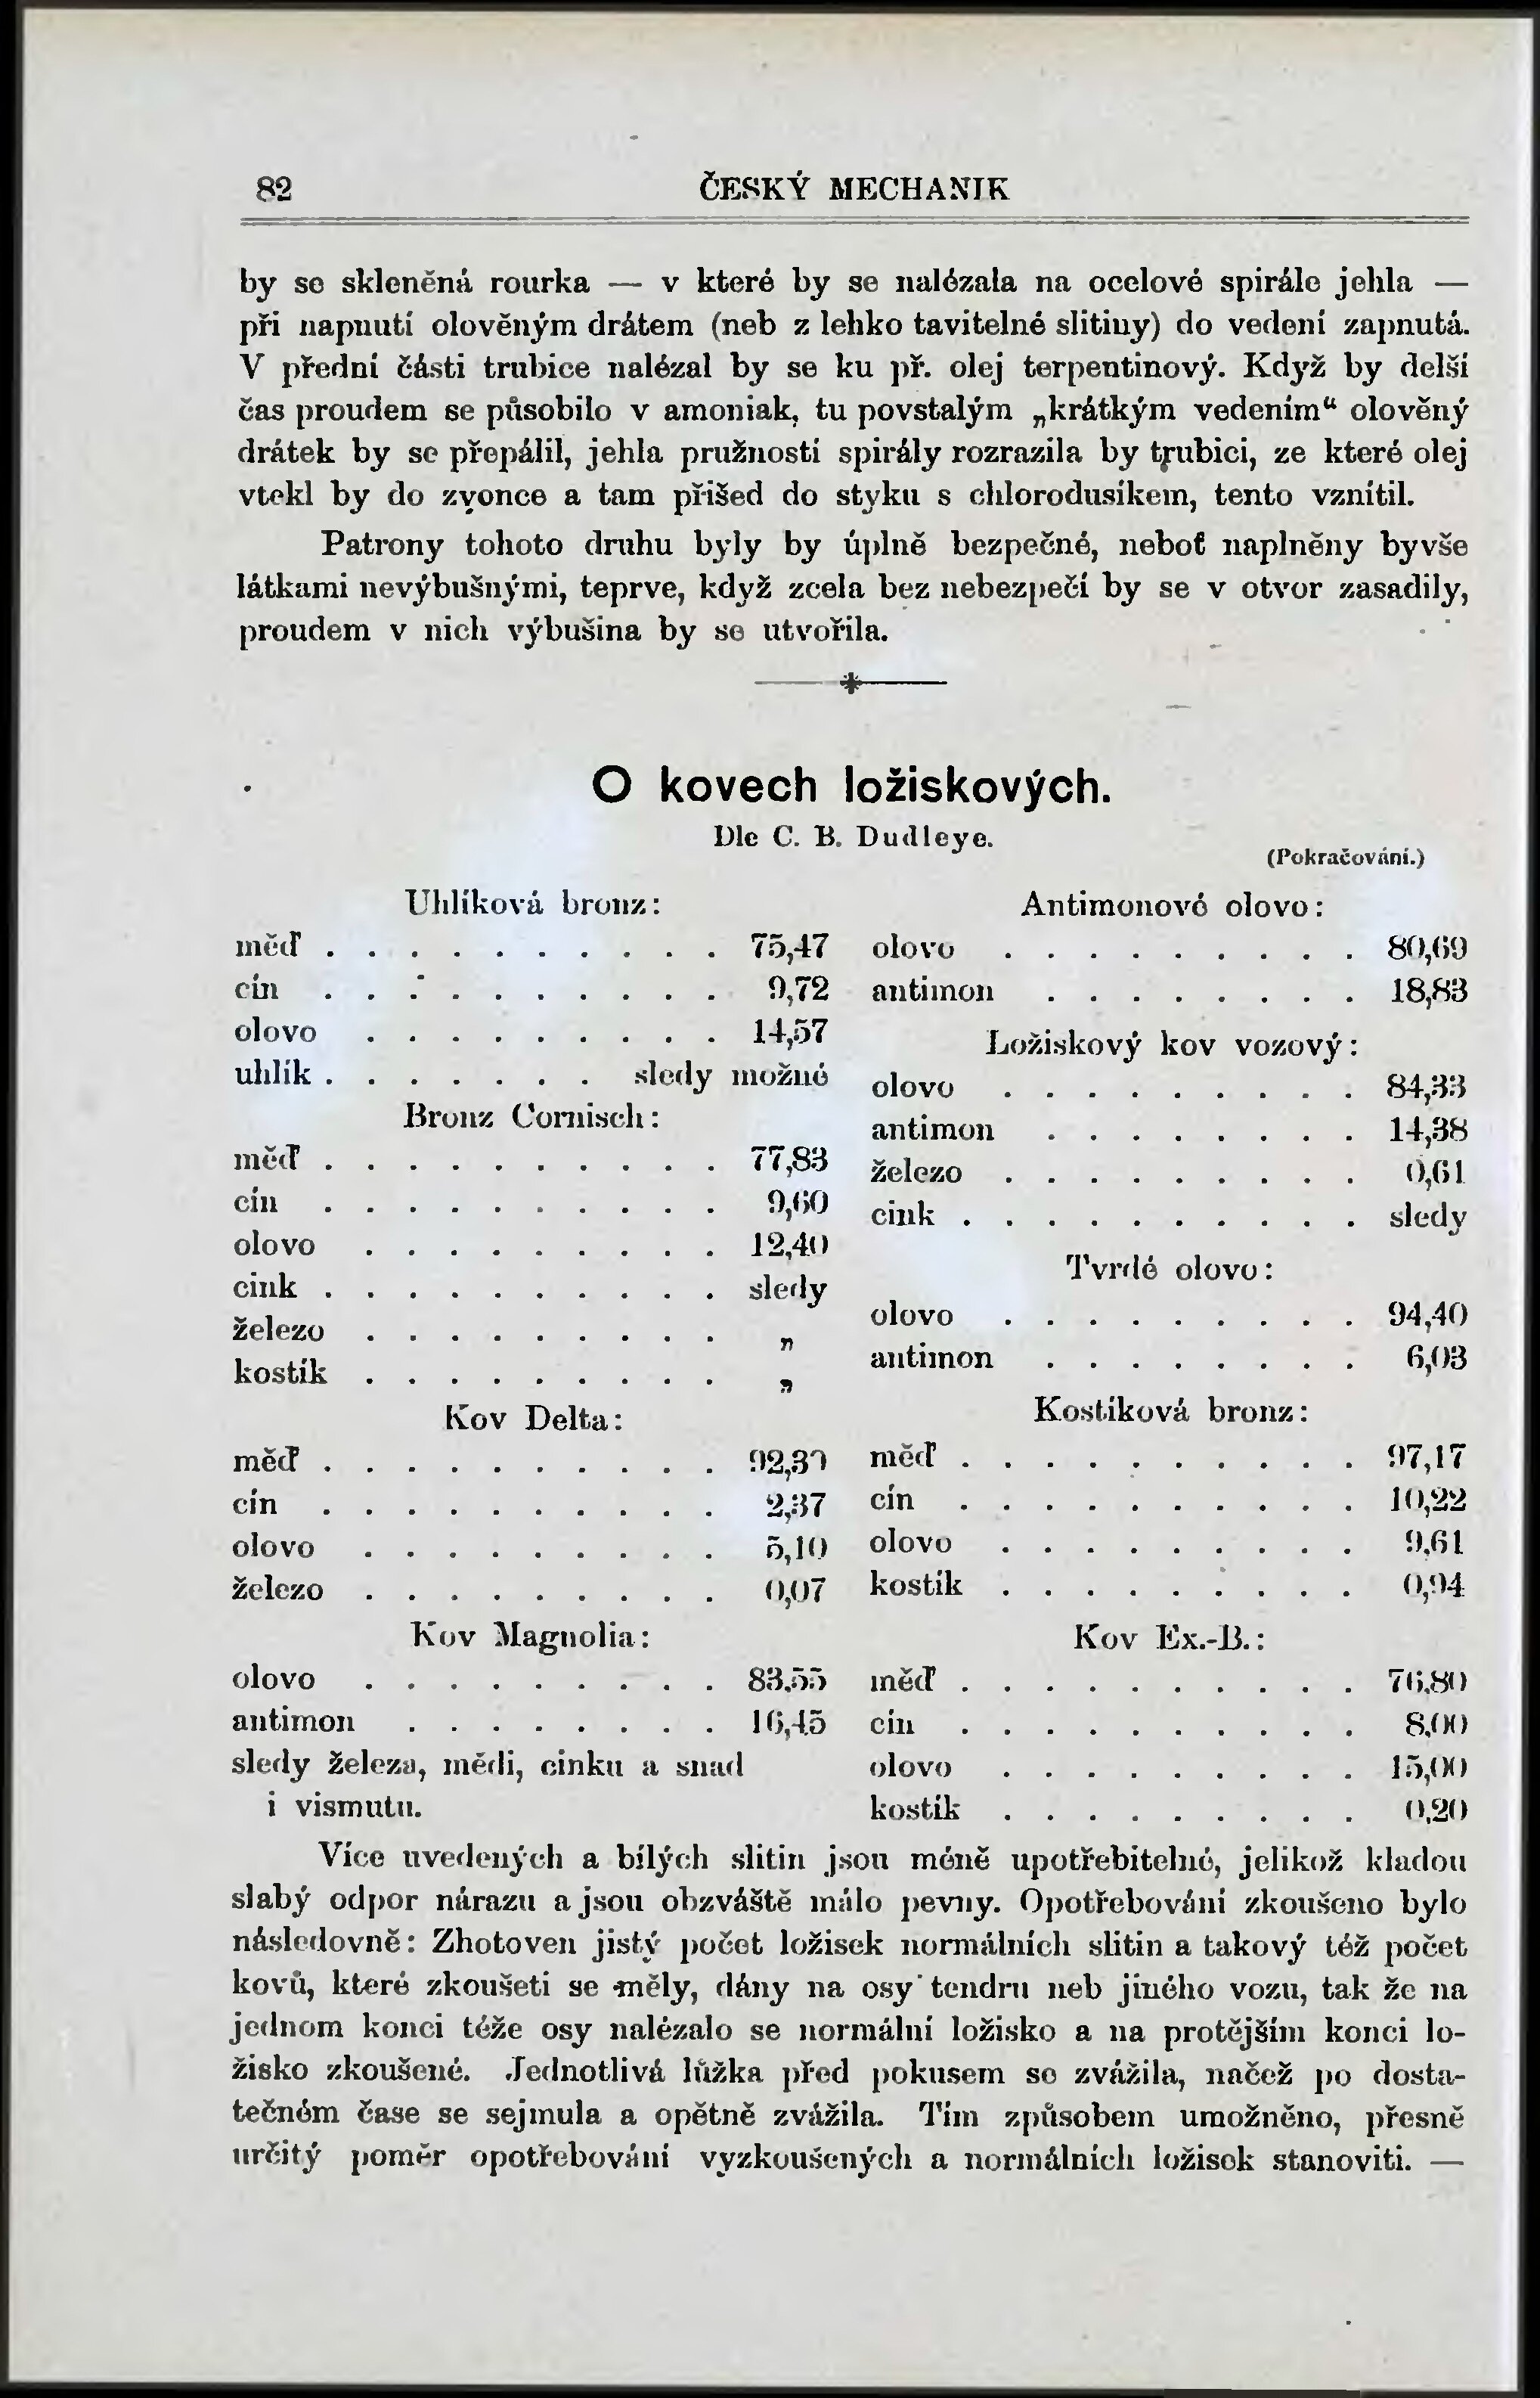 82 ČESKÝ MECHANIK
by se skleněná rourka — v které by se nalézala na ocelové spirále jehla —
při napnutí olověným drátem (neb z lehko tavitelné slitiny) do vedení zapnutá.
V přední části trubice nalézal by se ku př. olej terpentinový. Když by delší
čas proudem se působilo v amoniak, tu povstalým „krátkým vedením“ olověný
drátek by se přepálil, jehla pružností spirály rozrazila by trubici, ze které olej
vtekl by do zvonce a tam přišed do styku s chlorodusíkem, tento vznítil.
Patrony tohoto druhu byly by úplně bezpečné, neboť naplněny byvše
látkami nevýbušnými, teprve, když zcela bez nebezpečí by se v otvor zasadily,
proudem v nich výbušina by se utvořila.
O kovech ložiskových.
Dle C. B. Dudleye.
(Pokračování.)
Uhlíková bronz:
měď . . . . . . . . . . 75,47
cín . . . . . . . . . . 9,72
olovo . . . . . . . . . 14,57
uhlík . . . . . . . sledy možné
Bronz Cornisch:
měď . . . . . . . . . . 77,83
cín . . . . . . . . . . 9,60
olovo . . . . . . . . . 12,40
cink . . . . . . . . . . sledy
železo . . . . . . . . . „
kostík . . . . . . . . . „
Kov Delta:
měď . . . . . . . . . . 92,39
cín . . . . . . . . . . 2,37
olovo . . . . . . . . . 5,10
železo . . . . . . . . . 0,07
Kov Magnolia:
olovo . . . . . . . . . 83,55
antimon . . . . . . . . 16,45
sledy železa, mědi, cinku a snad
i vismutu.
Antimonové olovo:
olovo . . . . . . . . . 80,69
antimon . . . . . . . . 18,83
Ložiskový kov vozový:
olovo . . . . . . . . . 84,33
antimon . . . . . . . . 14,38
železo . . . . . . . . . 0,61
cink . . . . . . . . . . sledy
Tvrdé olovo:
olovo . . . . . . . . . 94,40
antimon . . . . . . . . 6,03
Kostíková bronz:
měď . . . . . . . . . . 97,17
cín . . . . . . . . . . 10,22
olovo . . . . . . . . . 9,61
kostík . . . . . . . . . 0,94
Kov Ex.-B.:
měď . . . . . . . . . . 76,80
cín . . . . . . . . . . 8,00
olovo . . . . . . . . . 15,00
kostík . . . . . . . . . 0,20
Více uvedených a bílých slitin jsou méně upotřebitelné, jelikož kladou
slabý odpor nárazu a jsou obzváště málo pevny. Opotřebování zkoušeno bylo
následovně: Zhotoven jistý počet ložisek normálních slitin a takový též počet
kovů, které zkoušeti se měly, dány na osy tendru neb jiného vozu, tak že na
jednom konci téže osy nalézalo se normální ložisko a na protějším konci lo-
žisko zkoušené. Jednotlivá lůžka před pokusem se zvážila, načež po dosta-
tečném čase se sejmula a opětně zvážila. Tím způsobem umožněno, přesně
určitý poměr opotřebování vyzkoušených a normálních ložisek stanoviti. —